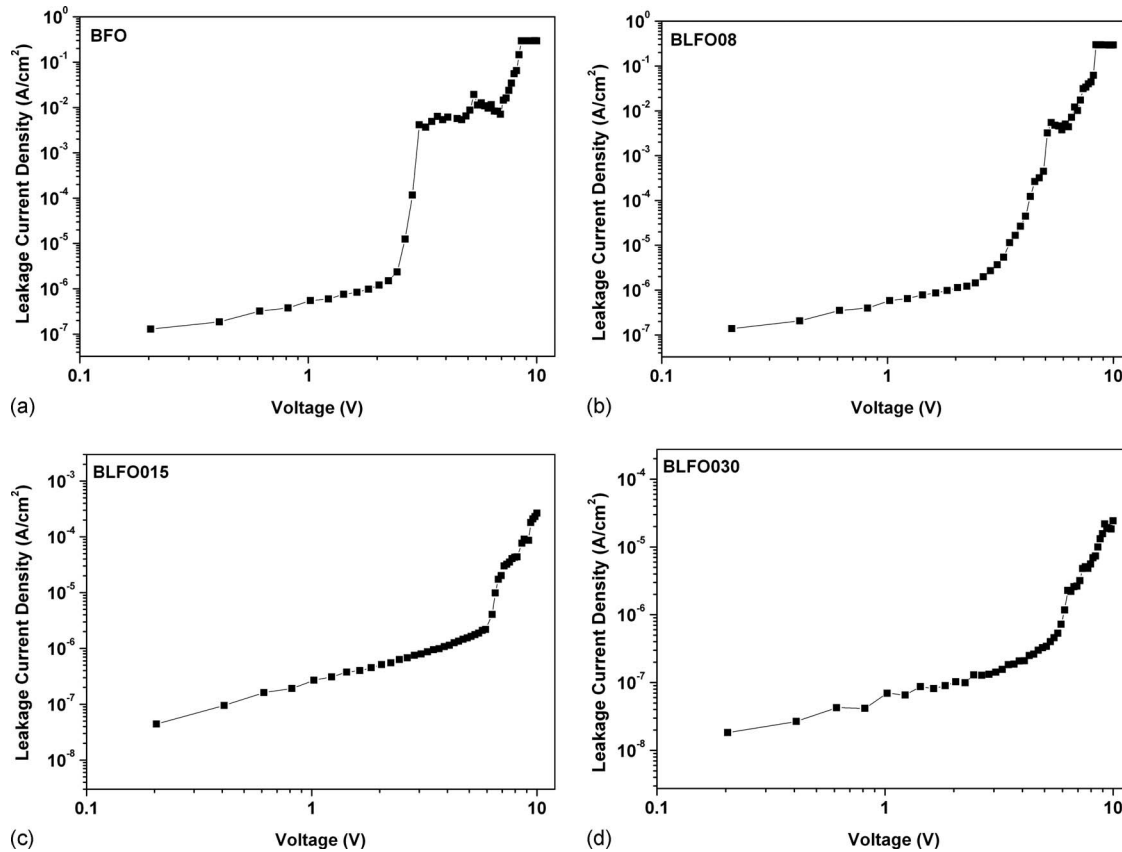 BFO
Leakage Current Density (A/cm²)
10⁰
10⁻¹
10⁻²
10⁻³
10⁻⁴
10⁻⁵
10⁻⁶
10⁻⁷
0.1 1 10
Voltage (V)
(a)
BLFO08
Leakage Current Density (A/cm²)
10⁰
10⁻¹
10⁻²
10⁻³
10⁻⁴
10⁻⁵
10⁻⁶
10⁻⁷
0.1 1 10
Voltage (V)
(b)
BLFO015
Leakage Current Density (A/cm²)
10⁻³
10⁻⁴
10⁻⁵
10⁻⁶
10⁻⁷
10⁻⁸
0.1 1 10
Voltage (V)
(c)
BLFO030
Leakage Current Density (A/cm²)
10⁻⁴
10⁻⁵
10⁻⁶
10⁻⁷
10⁻⁸
0.1 1 10
Voltage (V)
(d)